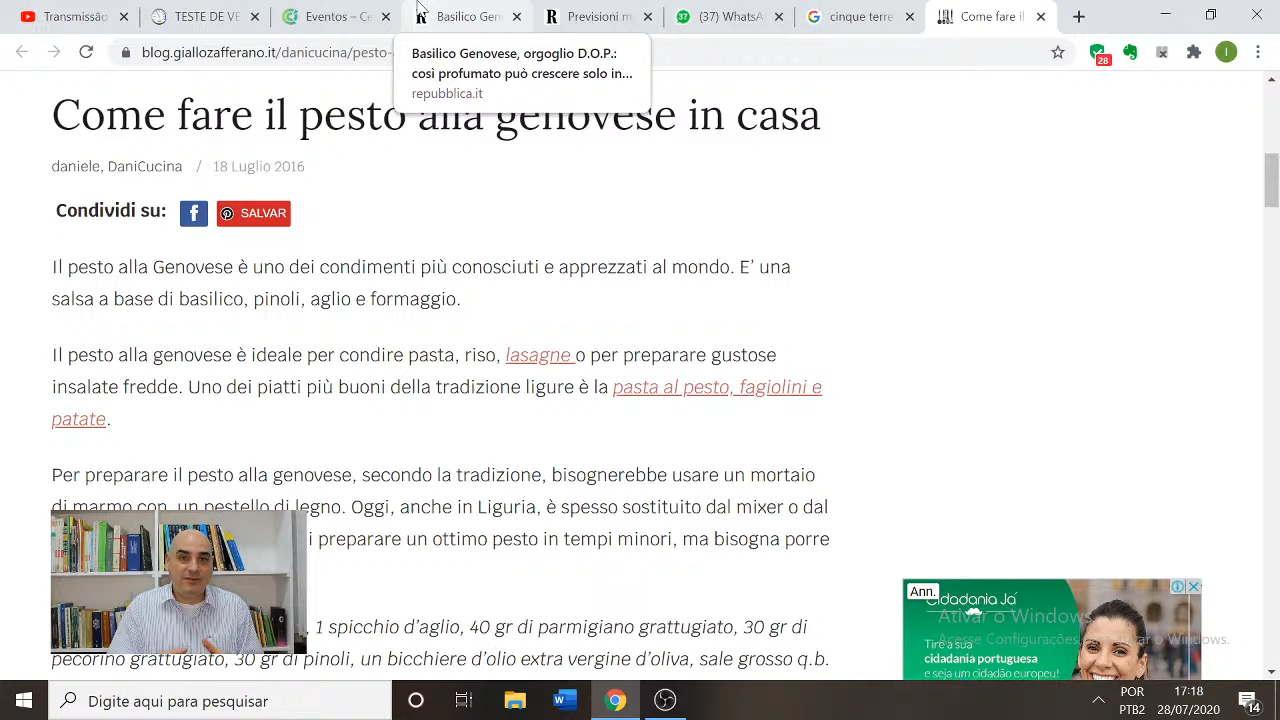 Transmissão
TESTE DE VE
Eventos – Ce
Basilico Gen
Previsioni m
(37) WhatsA
cinque terre
Come fare il
blog.giallozafferano.it/danicucina/pesto-
28
I
Basilico Genovese, orgoglio D.O.P.:
così profumato può crescere solo in...
repubblica.it
Come fare il pesto alla genovese in casa
daniele, DaniCucina / 18 Luglio 2016
Condividi su: f SALVAR
Il pesto alla Genovese è uno dei condimenti più conosciuti e apprezzati al mondo. E’ una
salsa a base di basilico, pinoli, aglio e formaggio.
Il pesto alla genovese è ideale per condire pasta, riso, lasagne o per preparare gustose
insalate fredde. Uno dei piatti più buoni della tradizione ligure è la pasta al pesto, fagiolini e
patate.
Per preparare il pesto alla genovese, secondo la tradizione, bisognerebbe usare un mortaio
di marmo con un pestello di legno. Oggi, anche in Liguria, è spesso sostituito dal mixer o dal
i preparare un ottimo pesto in tempi minori, ma bisogna porre
, 1 spicchio d’aglio, 40 gr di parmigiano grattugiato, 30 gr di
pecorino grattugiato, 30 gr di pinoli, un bicchiere d’olio extra vergine d’oliva, sale grosso q.b.
Ann.
Cidadania Já
Tire a sua
cidadania portuguesa
e seja um cidadão europeu!
Ativar o Windows
Acesse Configurações para ativar o Windows.
Digite aqui para pesquisar
POR
PTB2
17:18
28/07/2020
14